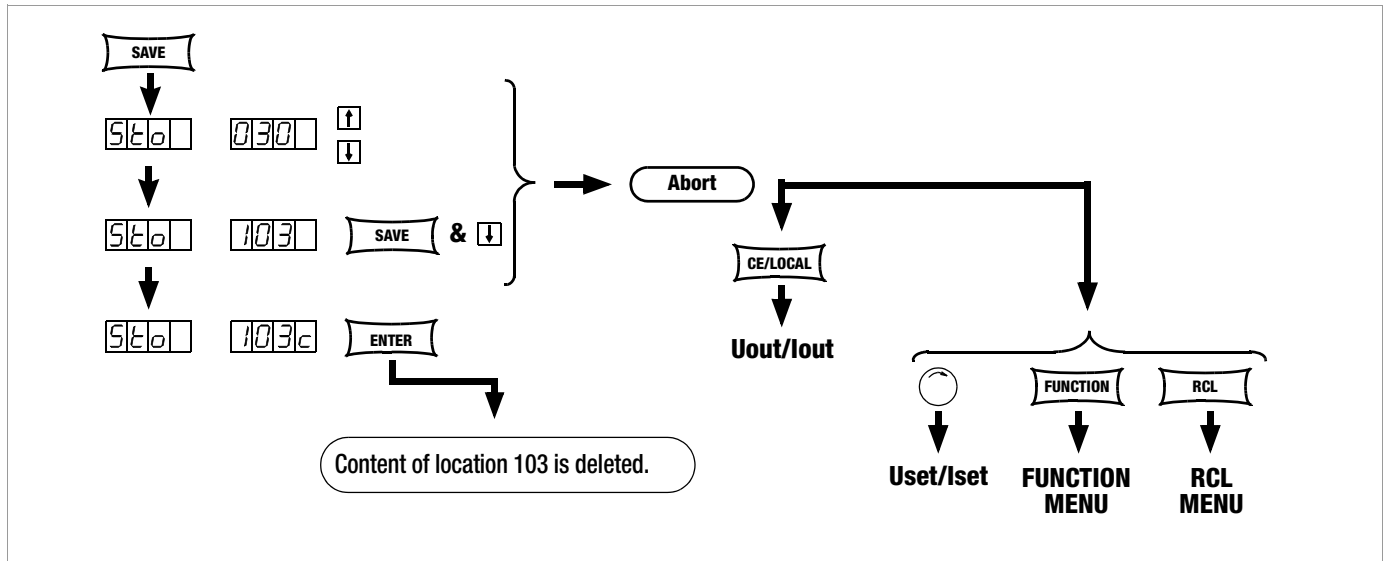 SAVE
Sto 030 ↑
↓
Sto 103 SAVE & ↓
Sto 103c ENTER
Content of location 103 is deleted.
Abort
CE/LOCAL
Uout/Iout
FUNCTION RCL
Uset/Iset FUNCTION MENU RCL MENU